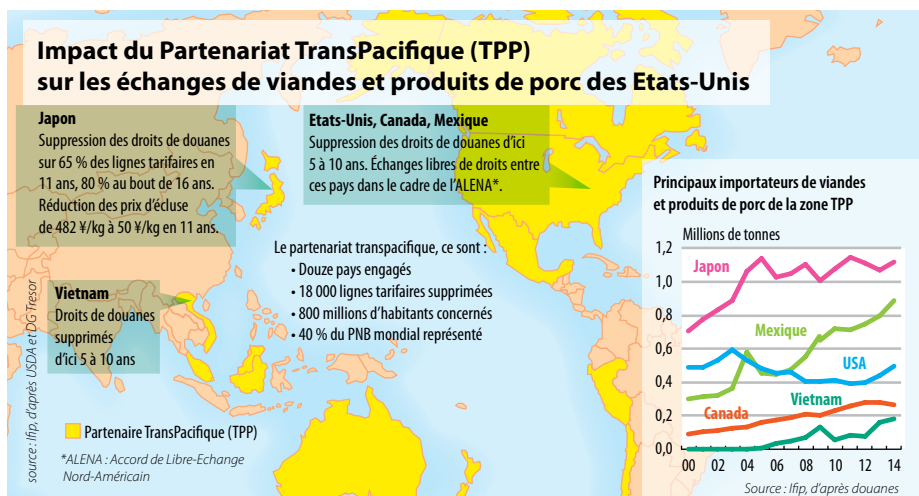 Impact du Partenariat TransPacifique (TPP)
sur les échanges de viandes et produits de porc des Etats-Unis
Japon
Suppression des droits de douanes
sur 65 % des lignes tarifaires en
11 ans, 80 % au bout de 16 ans.
Réduction des prix d'écluse
de 482 ¥/kg à 50 ¥/kg en 11 ans.
Etats-Unis, Canada, Mexique
Suppression des droits de douanes d'ici
5 à 10 ans. Échanges libres de droits entre
ces pays dans le cadre de l'ALENA*.
Le partenariat transpacifique, ce sont :
• Douze pays engagés
• 18 000 lignes tarifaires supprimées
• 800 millions d'habitants concernés
• 40 % du PNB mondial représenté
Vietnam
Droits de douanes
supprimés
d'ici 5 à 10 ans
source : Ifip, d'après USDA et DG Tresor
Partenaire TransPacifique (TPP)
*ALENA : Accord de Libre-Echange
Nord-Américain
Principaux importateurs de viandes
et produits de porc de la zone TPP
Millions de tonnes
1,2
1,0
0,8
0,6
0,4
0,2
0,0
Japon
Mexique
USA
Vietnam
Canada
00 02 04 06 08 10 12 14
Source : Ifip, d'après douanes